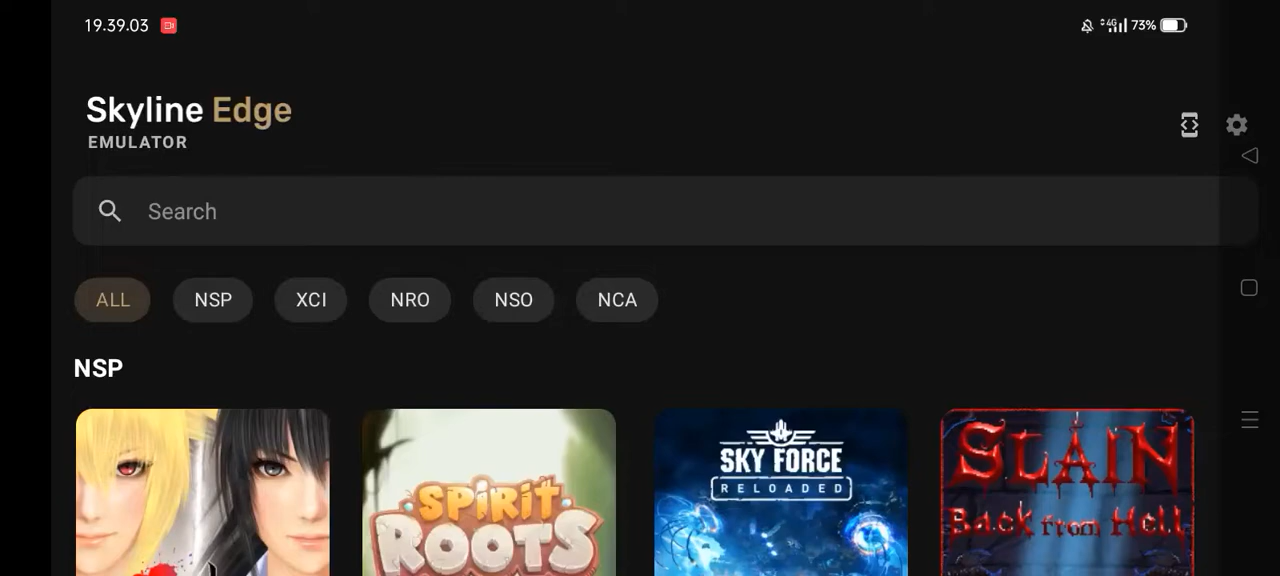 19.39.03
4G 73%
Skyline Edge
EMULATOR
Search
ALL NSP XCI NRO NSO NCA
NSP
SPIRIT
ROOTS
SKY FORCE
RELOADED
SLAIN
Back from Hell